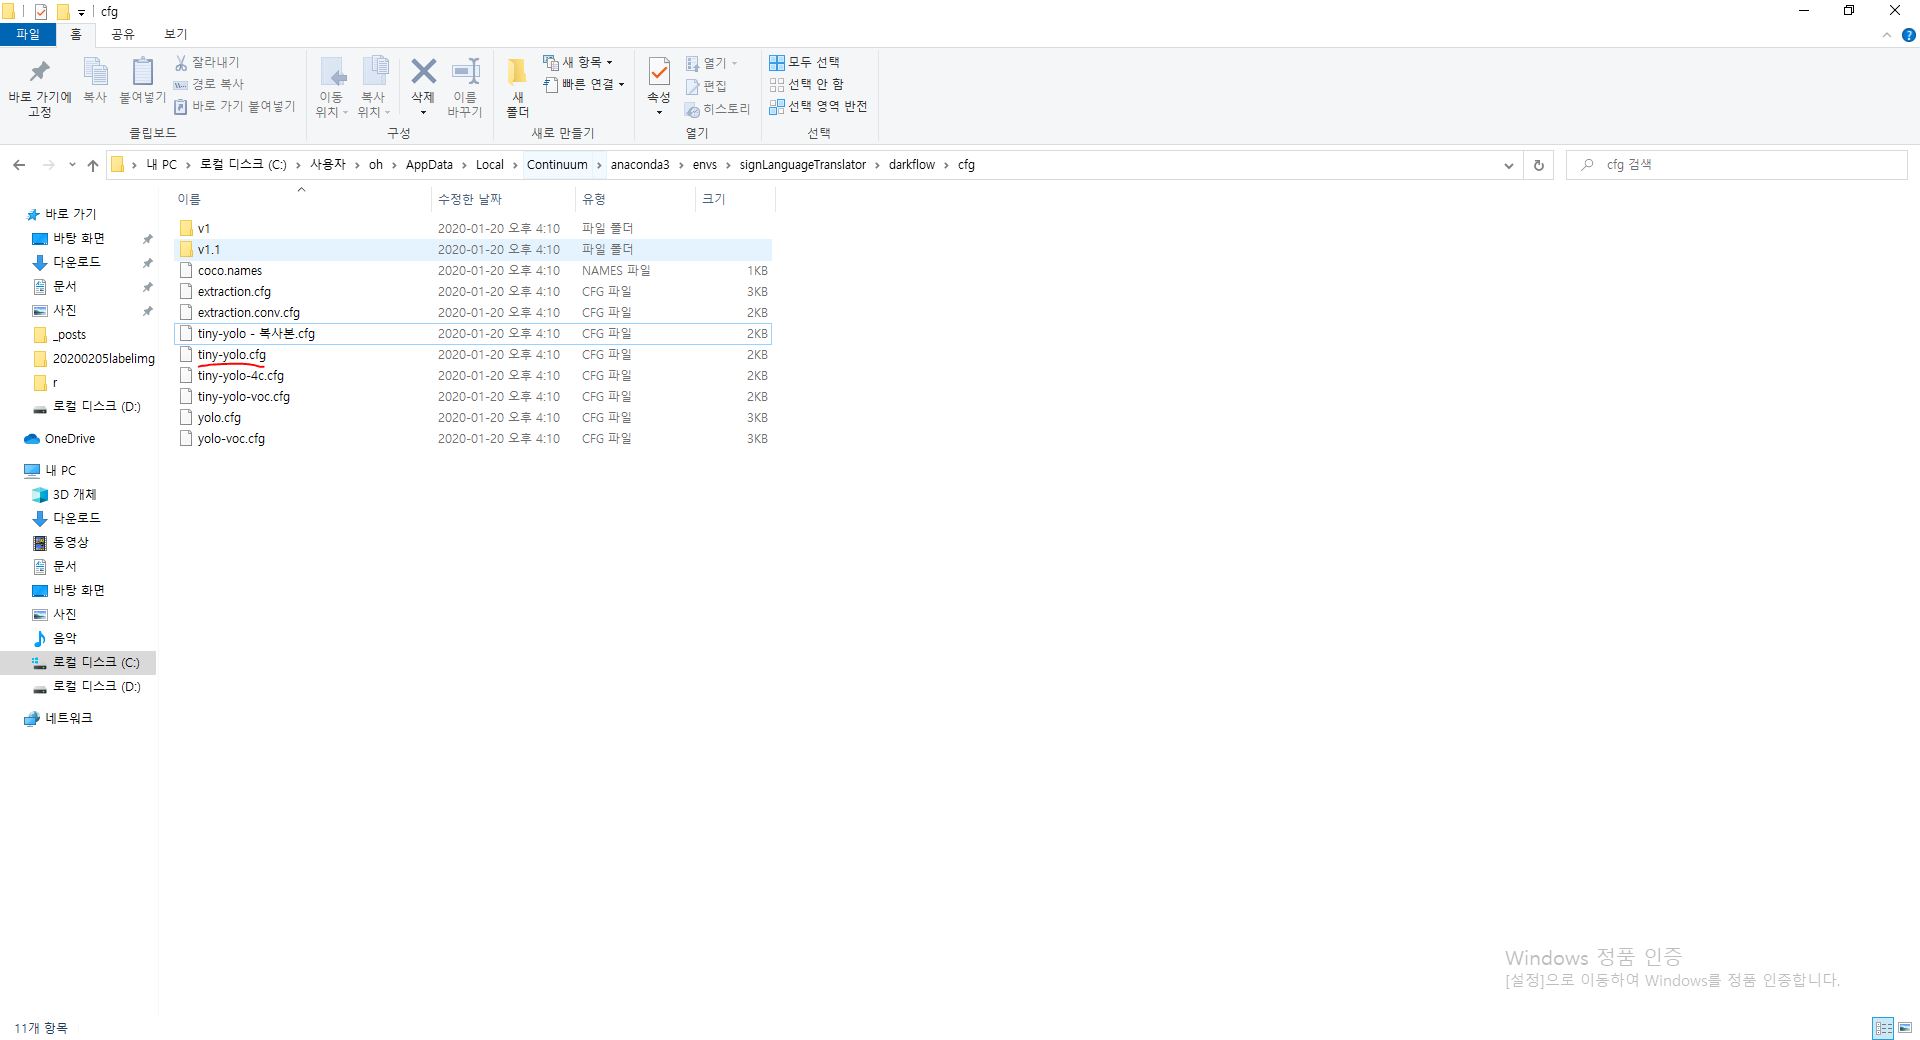 cfg
파일 홈 공유 보기
바로 가기에 고정
복사
붙여넣기
잘라내기
경로 복사
바로 가기 붙여넣기
클립보드
이동 위치
복사 위치
삭제
이름 바꾸기
구성
새 폴더
새 항목
빠른 연결
새로 만들기
속성
열기
편집
히스토리
열기
모두 선택
선택 안 함
선택 영역 반전
선택
내 PC > 로컬 디스크 (C:) > 사용자 > oh > AppData > Local > Continuum > anaconda3 > envs > signLanguageTranslator > darkflow > cfg
cfg 검색
바로 가기
바탕 화면
다운로드
문서
사진
_posts
20200205labelimg
r
로컬 디스크 (D:)
OneDrive
내 PC
3D 개체
다운로드
동영상
문서
바탕 화면
사진
음악
로컬 디스크 (C:)
로컬 디스크 (D:)
네트워크
이름 수정한 날짜 유형 크기
v1 2020-01-20 오후 4:10 파일 폴더
v1.1 2020-01-20 오후 4:10 파일 폴더
coco.names 2020-01-20 오후 4:10 NAMES 파일 1KB
extraction.cfg 2020-01-20 오후 4:10 CFG 파일 3KB
extraction.conv.cfg 2020-01-20 오후 4:10 CFG 파일 2KB
tiny-yolo - 복사본.cfg 2020-01-20 오후 4:10 CFG 파일 2KB
tiny-yolo.cfg 2020-01-20 오후 4:10 CFG 파일 2KB
tiny-yolo-4c.cfg 2020-01-20 오후 4:10 CFG 파일 2KB
tiny-yolo-voc.cfg 2020-01-20 오후 4:10 CFG 파일 2KB
yolo.cfg 2020-01-20 오후 4:10 CFG 파일 3KB
yolo-voc.cfg 2020-01-20 오후 4:10 CFG 파일 3KB
Windows 정품 인증
[설정]으로 이동하여 Windows를 정품 인증합니다.
11개 항목